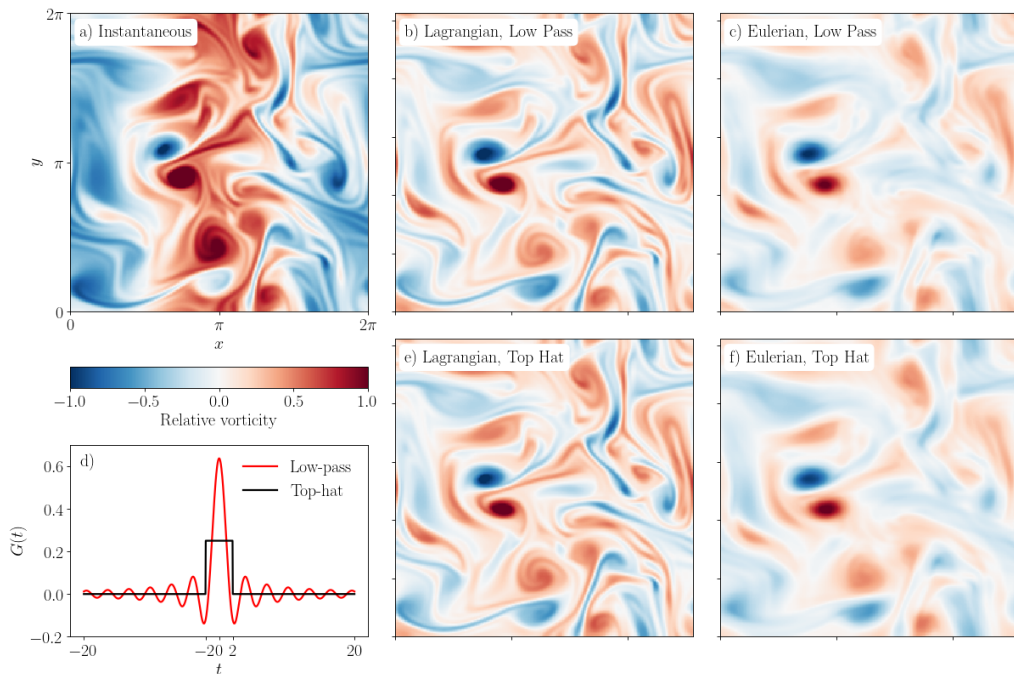 2π
a) Instantaneous
b) Lagrangian, Low Pass
c) Eulerian, Low Pass
y
π
0
0
π
2π
x
e) Lagrangian, Top Hat
f) Eulerian, Top Hat
−1.0
−0.5
0.0
0.5
1.0
Relative vorticity
d)
Low-pass
Top-hat
0.6
0.4
0.2
0.0
−0.2
G(t)
−20
−2
0
2
20
t